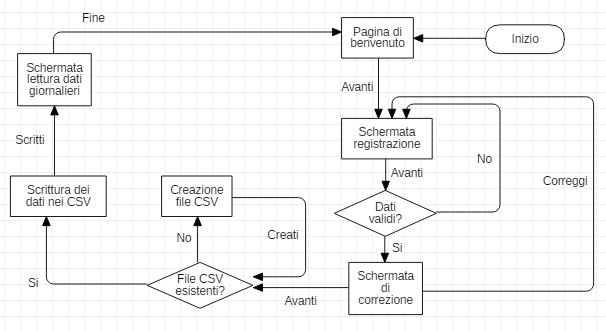 Fine
Pagina di
benvenuto
Inizio
Schermata
lettura dati
giornalieri
Avanti
Scritti
Schermata
registrazione
No
Avanti
Correggi
Scrittura dei
dati nei CSV
Creazione
file CSV
Dati
validi?
No
Creati
Si
Si
File CSV
esistenti?
Avanti
Schermata
di
correzione